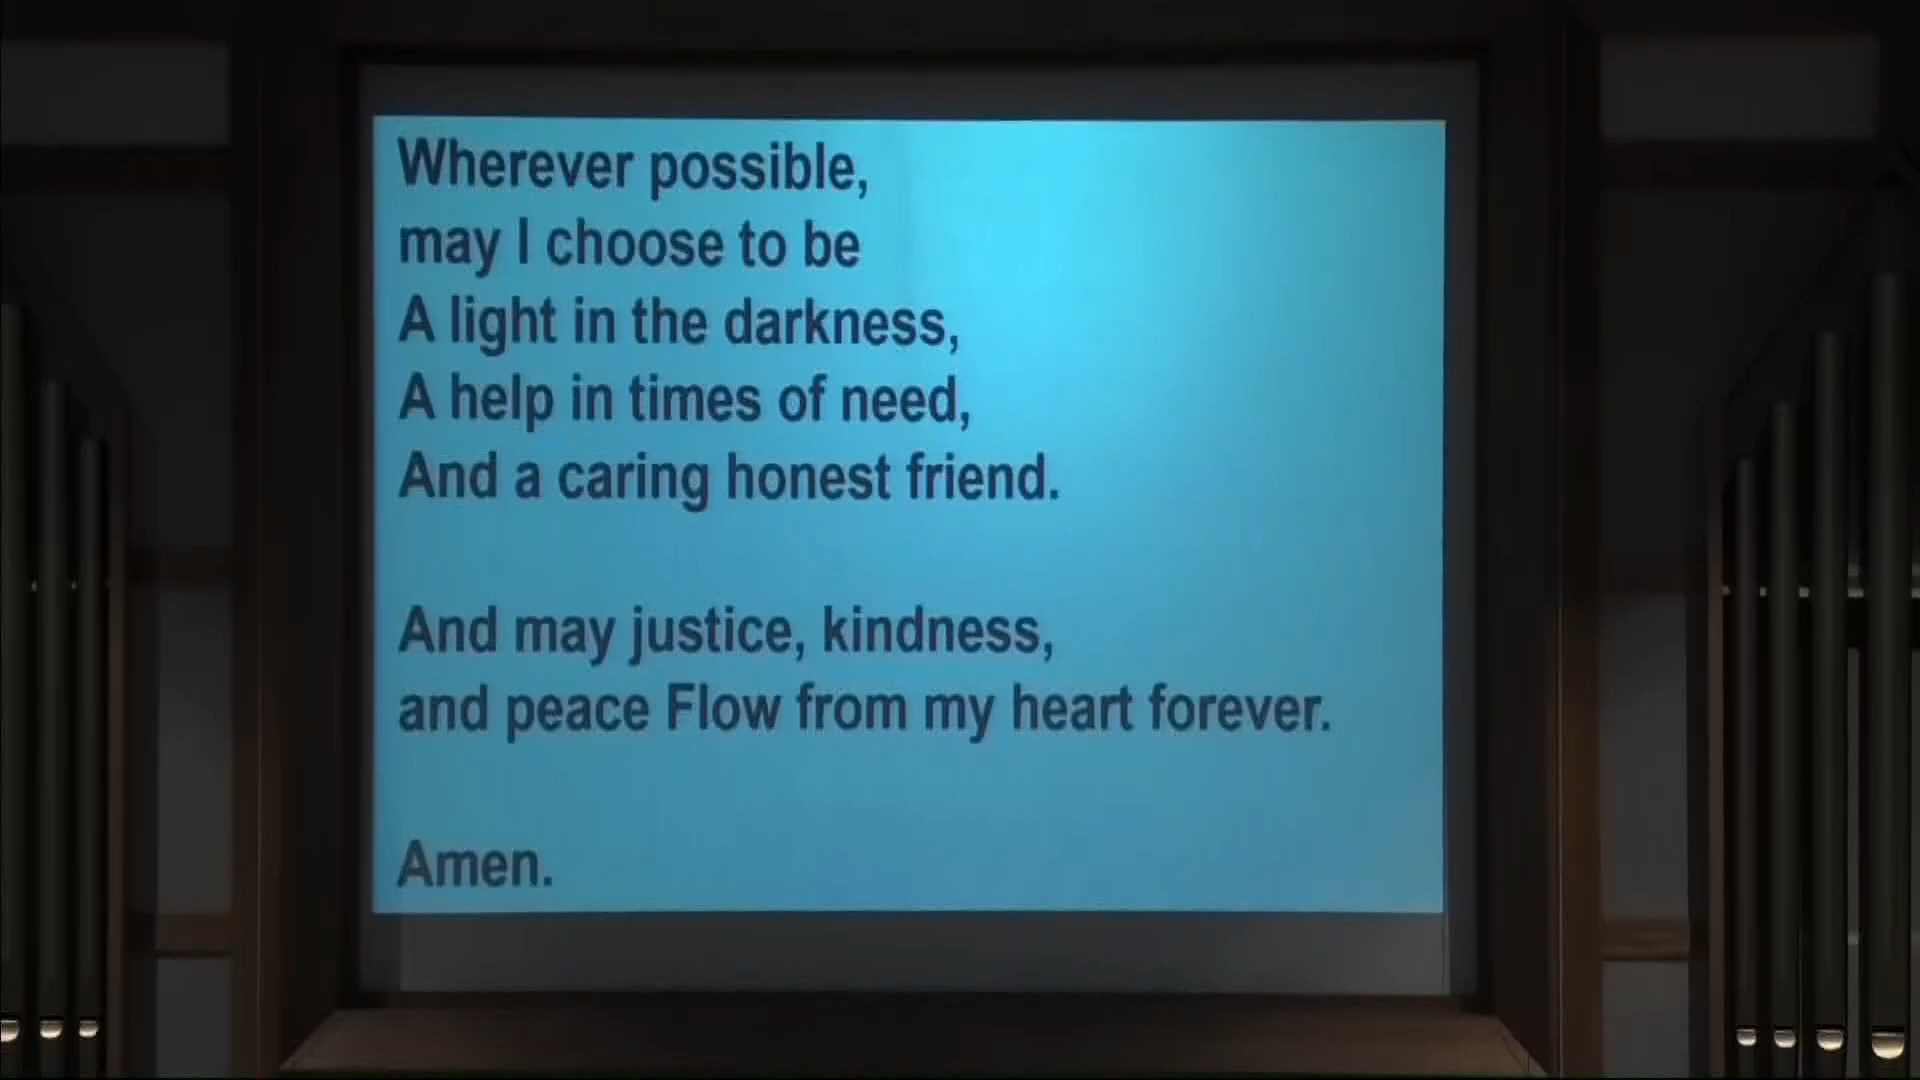 Wherever possible,
may I choose to be
A light in the darkness,
A help in times of need,
And a caring honest friend.
And may justice, kindness,
and peace Flow from my heart forever.
Amen.